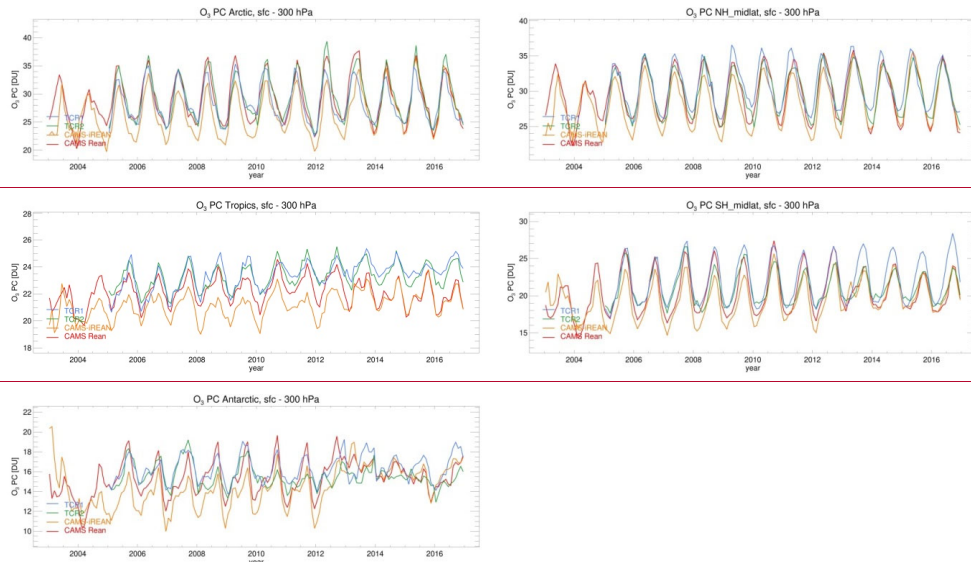 O3 PC Arctic, sfc - 300 hPa
O3 PC [DU]
40
35
30
25
20
TCR1
TCR2
CAMS-iREAN
CAMS Rean
2004 2006 2008 2010 2012 2014 2016
year
O3 PC NH_midlat, sfc - 300 hPa
O3 PC [DU]
40
35
30
25
TCR1
TCR2
CAMS-iREAN
CAMS Rean
2004 2006 2008 2010 2012 2014 2016
year
O3 PC Tropics, sfc - 300 hPa
O3 PC [DU]
28
26
24
22
20
18
TCR1
TCR2
CAMS-iREAN
CAMS Rean
2004 2006 2008 2010 2012 2014 2016
year
O3 PC SH_midlat, sfc - 300 hPa
O3 PC [DU]
30
25
20
15
TCR1
TCR2
CAMS-iREAN
CAMS Rean
2004 2006 2008 2010 2012 2014 2016
year
O3 PC Antarctic, sfc - 300 hPa
O3 PC [DU]
22
20
18
16
14
12
10
TCR1
TCR2
CAMS-iREAN
CAMS Rean
2004 2006 2008 2010 2012 2014 2016
year